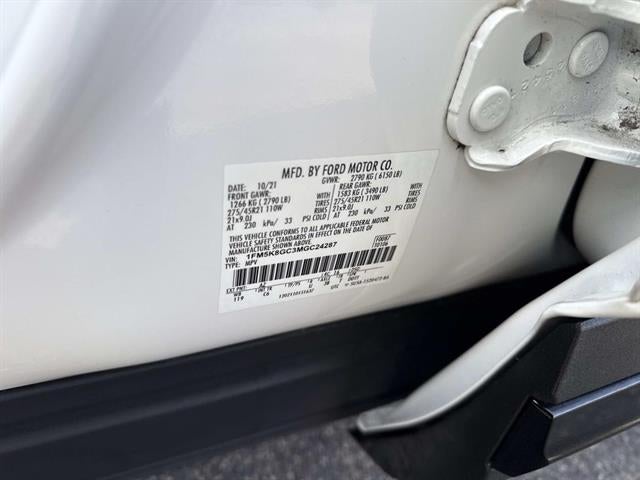 MFD. BY FORD MOTOR CO.
DATE: 10/21 GVWR: 2790 KG ( 6150 LB)
FRONT GAWR: WITH REAR GAWR: WITH
1266 KG ( 2790 LB) TIRES 1583 KG ( 3490 LB) TIRES
275/45R21 110W RIMS 275/45R21 110W RIMS
21x9.0J 21x9.0J
AT 230 kPa/ 33 PSI COLD AT 230 kPa/ 33 PSI COLD
THIS VEHICLE CONFORMS TO ALL APPLICABLE FEDERAL MOTOR
VEHICLE SAFETY STANDARDS IN EFFECT ON THE DATE OF
MANUFACTURE SHOWN ABOVE.
VIN: 1FM5K8GC3MGC24287
TYPE: MPV
EXT PNT: AZ
119